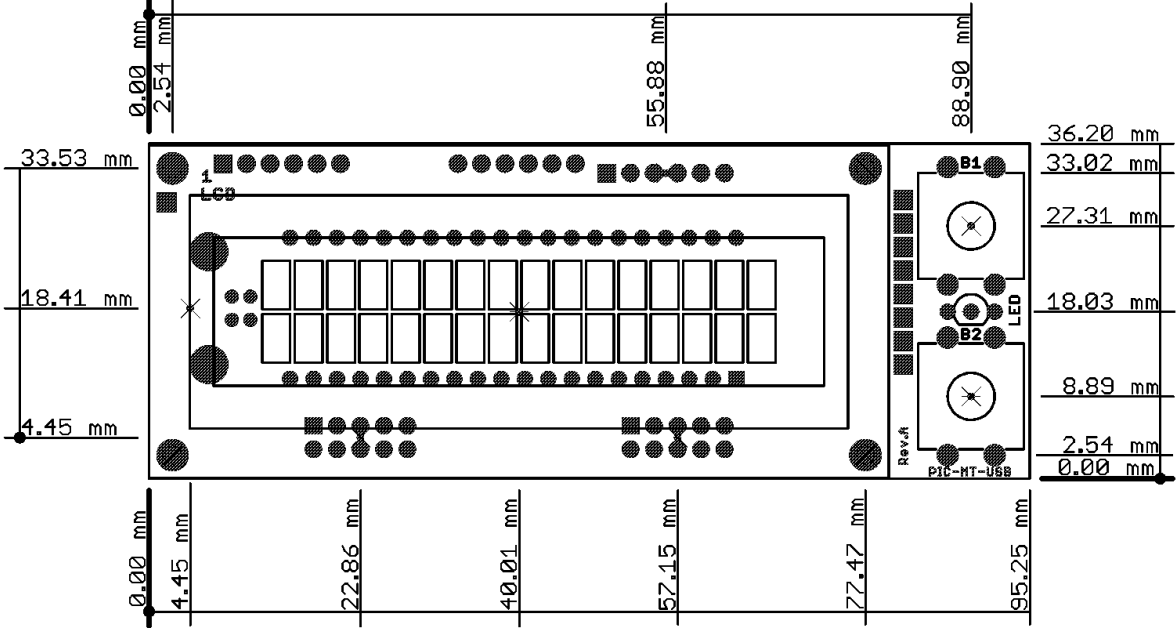 0.00 mm
2.54 mm
55.88 mm
88.90 mm
36.20 mm
33.53 mm
33.02 mm
27.31 mm
18.41 mm
18.03 mm
8.89 mm
4.45 mm
2.54 mm
0.00 mm
1
LCD
B1
LED
B2
Rev.A
PIC-MT-USB
0.00 mm
4.45 mm
22.86 mm
40.01 mm
57.15 mm
77.47 mm
95.25 mm